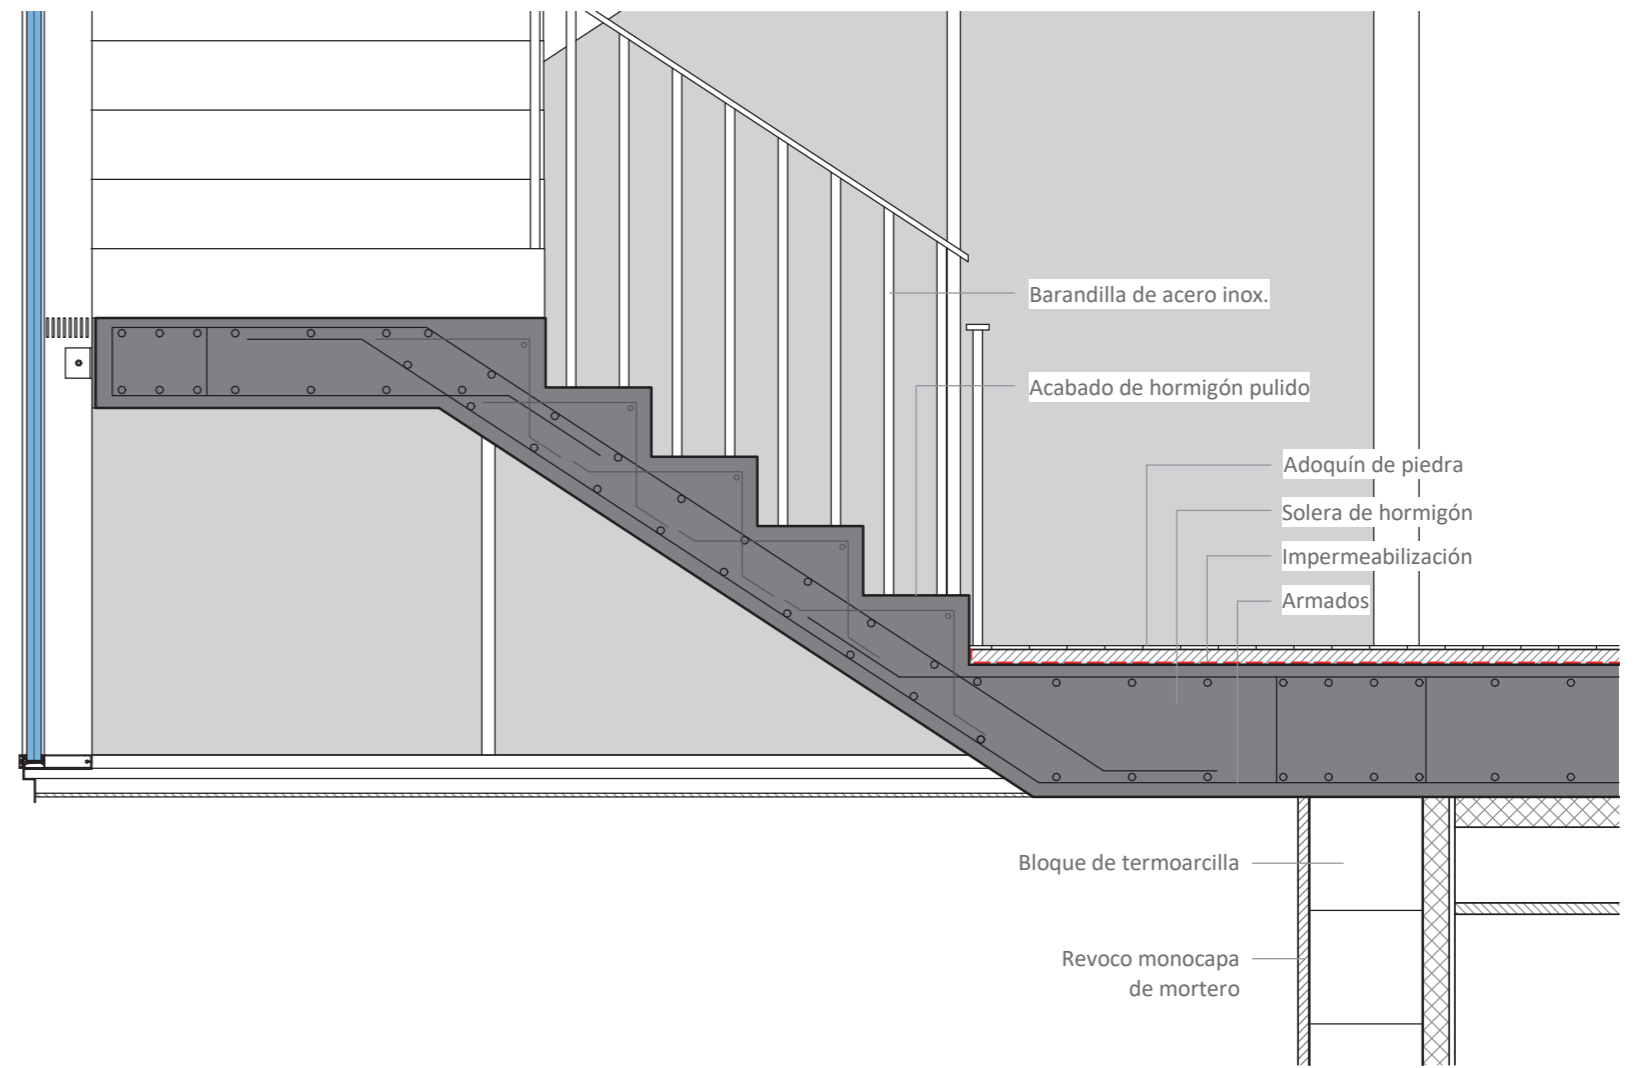 Barandilla de acero inox.
Acabado de hormigón pulido
Adoquín de piedra
Solera de hormigón
Impermeabilización
Armados
Bloque de termoarcilla
Revoco monocapa
de mortero